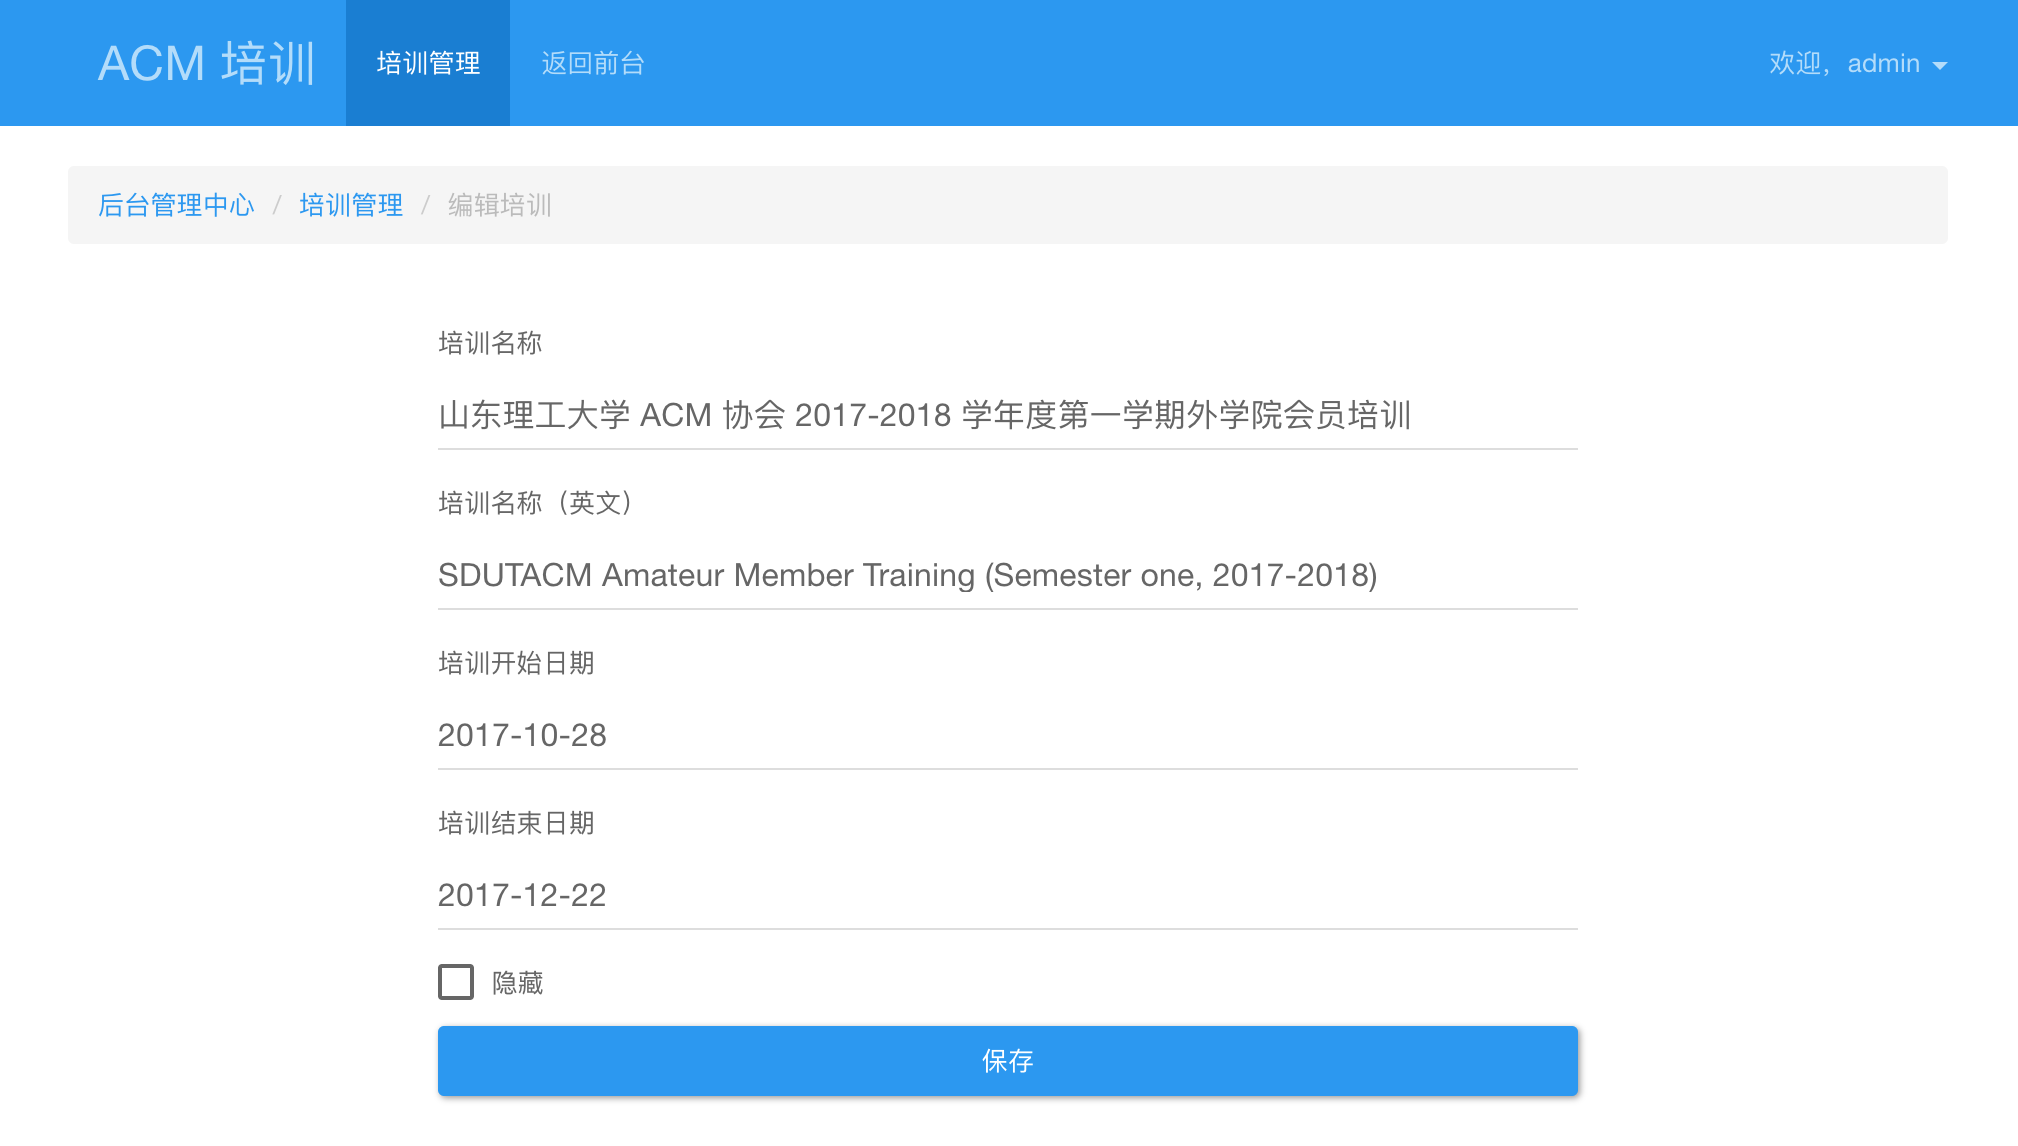 ACM 培训 培训管理 返回前台 欢迎，admin
后台管理中心 / 培训管理 / 编辑培训
培训名称
山东理工大学 ACM 协会 2017-2018 学年度第一学期外学院会员培训
培训名称（英文）
SDUTACM Amateur Member Training (Semester one, 2017-2018)
培训开始日期
2017-10-28
培训结束日期
2017-12-22
隐藏
保存